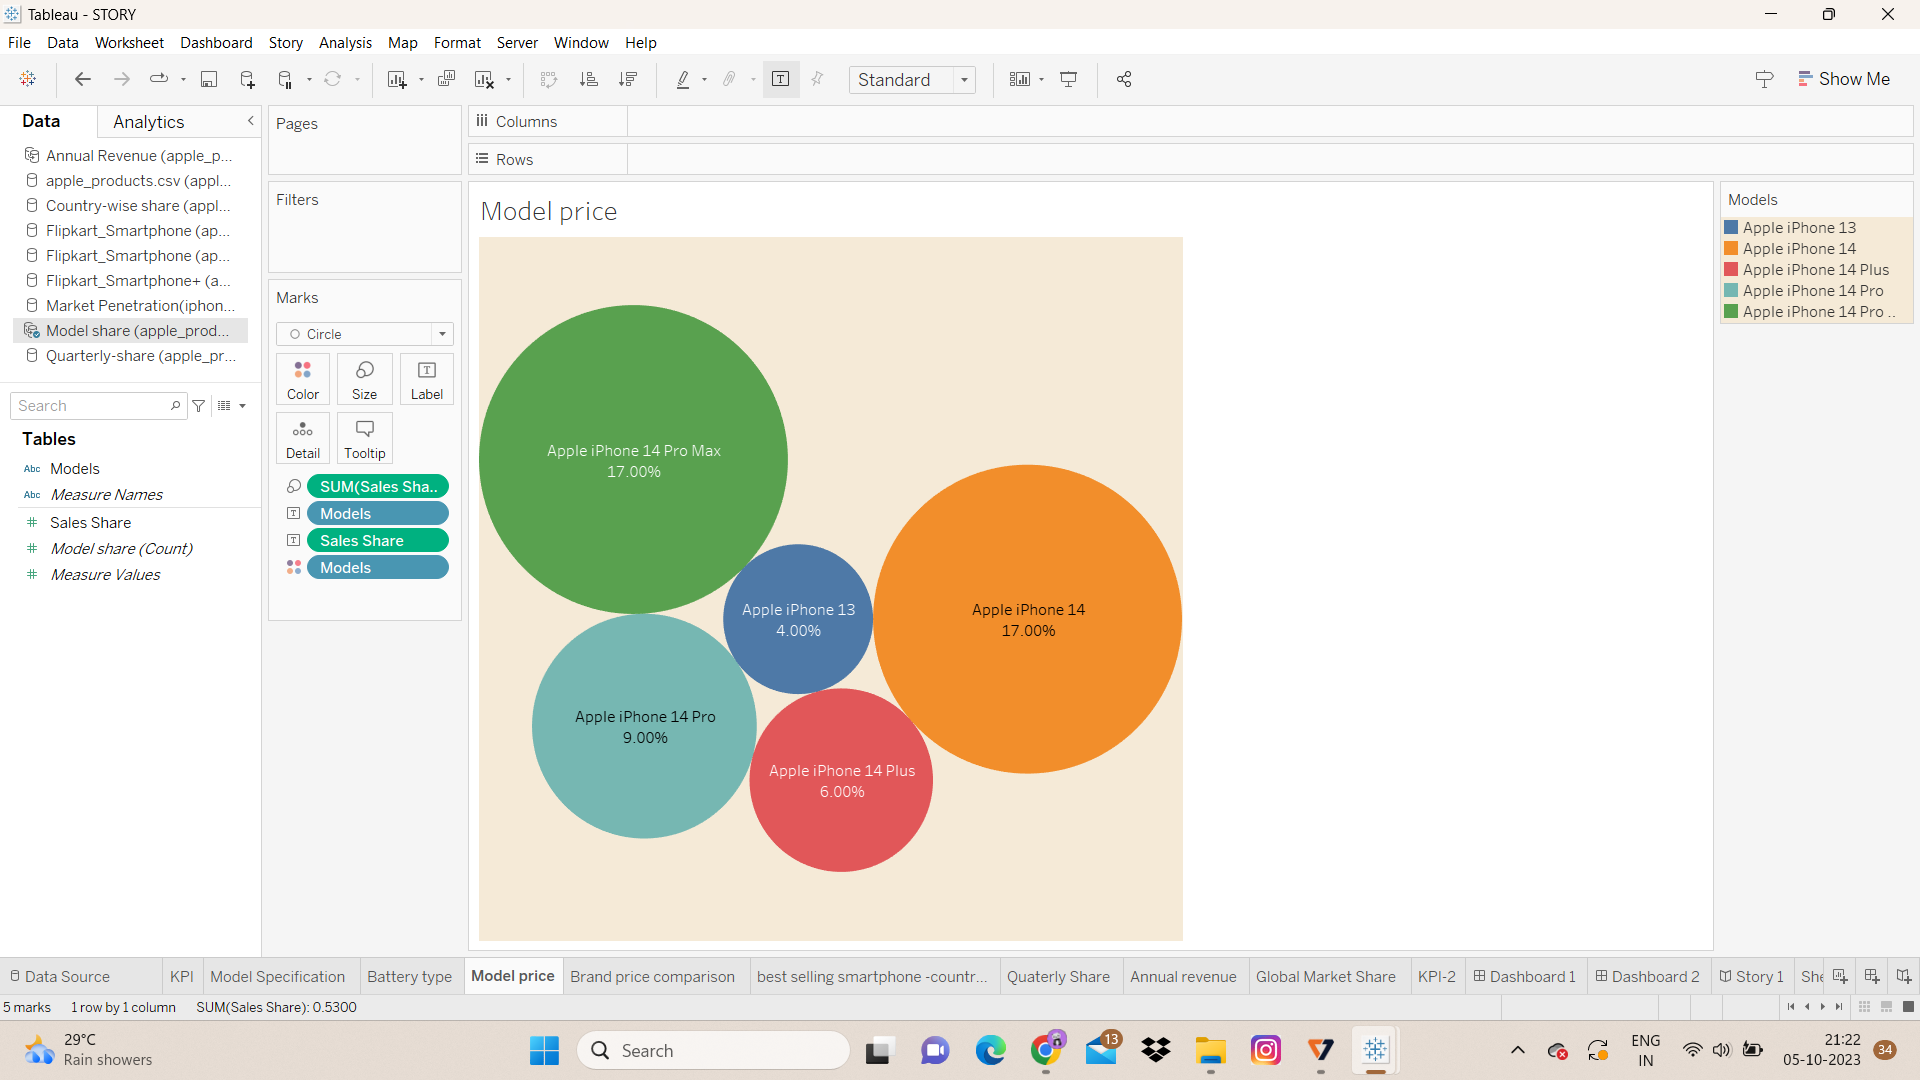 Tableau - STORY
File Data Worksheet Dashboard Story Analysis Map Format Server Window Help
Standard
Show Me
Data
Analytics
Annual Revenue (apple_p...
apple_products.csv (appl...
Country-wise share (appl...
Flipkart_Smartphone (ap...
Flipkart_Smartphone (ap...
Flipkart_Smartphone+ (a...
Market Penetration(iphon...
Model share (apple_prod...
Quarterly-share (apple_pr...
Search
Tables
Abc Models
Abc Measure Names
# Sales Share
# Model share (Count)
# Measure Values
Pages
Filters
Marks
Circle
Color Size Label
Detail Tooltip
SUM(Sales Sha..
T Models
T Sales Share
Models
Columns
Rows
Model price
Apple iPhone 14 Pro Max
17.00%
Apple iPhone 13
4.00%
Apple iPhone 14
17.00%
Apple iPhone 14 Pro
9.00%
Apple iPhone 14 Plus
6.00%
Models
Apple iPhone 13
Apple iPhone 14
Apple iPhone 14 Plus
Apple iPhone 14 Pro
Apple iPhone 14 Pro ..
Data Source KPI Model Specification Battery type Model price Brand price comparison best selling smartphone -countr... Quaterly Share Annual revenue Global Market Share KPI-2 Dashboard 1 Dashboard 2 Story 1 She
5 marks 1 row by 1 column SUM(Sales Share): 0.5300
29°C
Rain showers
Search
13
ENG
IN
21:22
05-10-2023
34